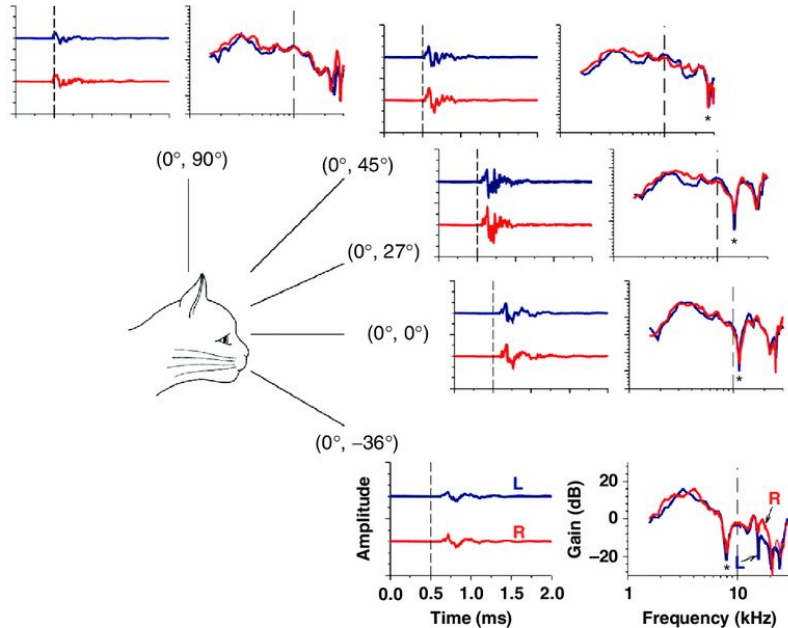 *
(0°, 90°)
(0°, 45°)
*
(0°, 27°)
(0°, 0°)
*
(0°, −36°)
Amplitude
L
R
0.0 0.5 1.0 1.5 2.0
Time (ms)
Gain (dB)
20
0
−20
R
L
*
1 10
Frequency (kHz)